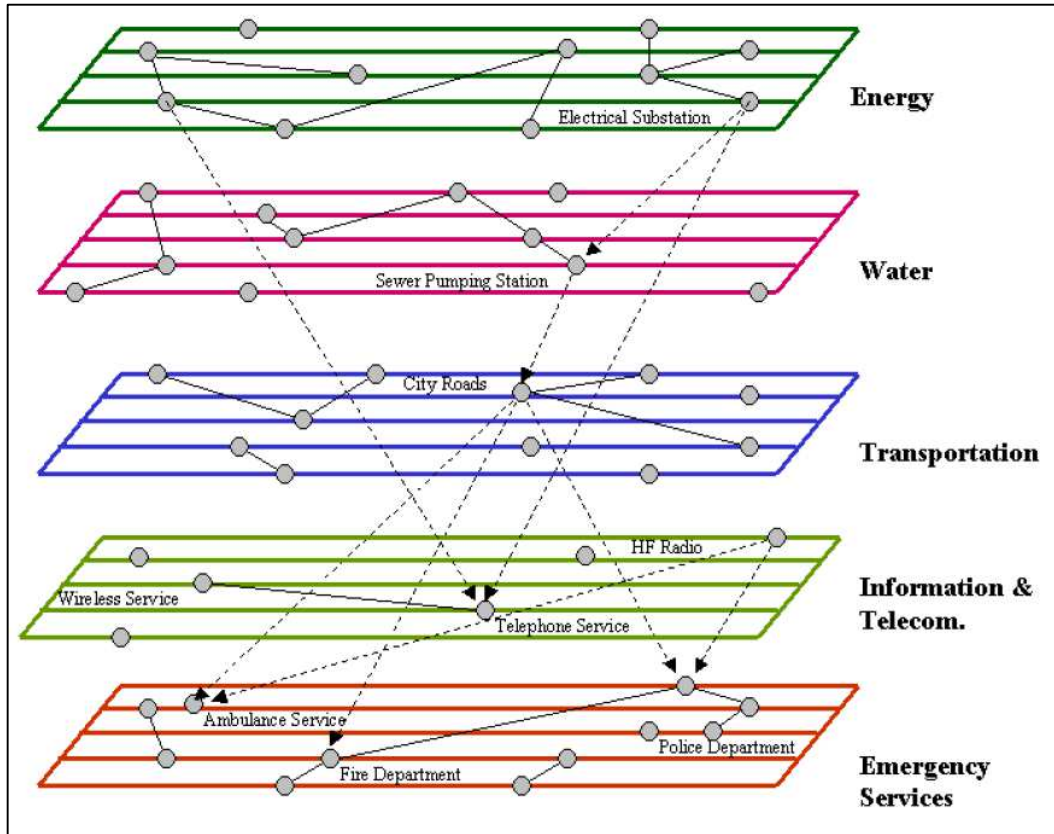 Electrical Substation
Energy
Sewer Pumping Station
Water
City Roads
Transportation
HF Radio
Wireless Service
Telephone Service
Information &
Telecom.
Ambulance Service
Police Department
Fire Department
Emergency
Services